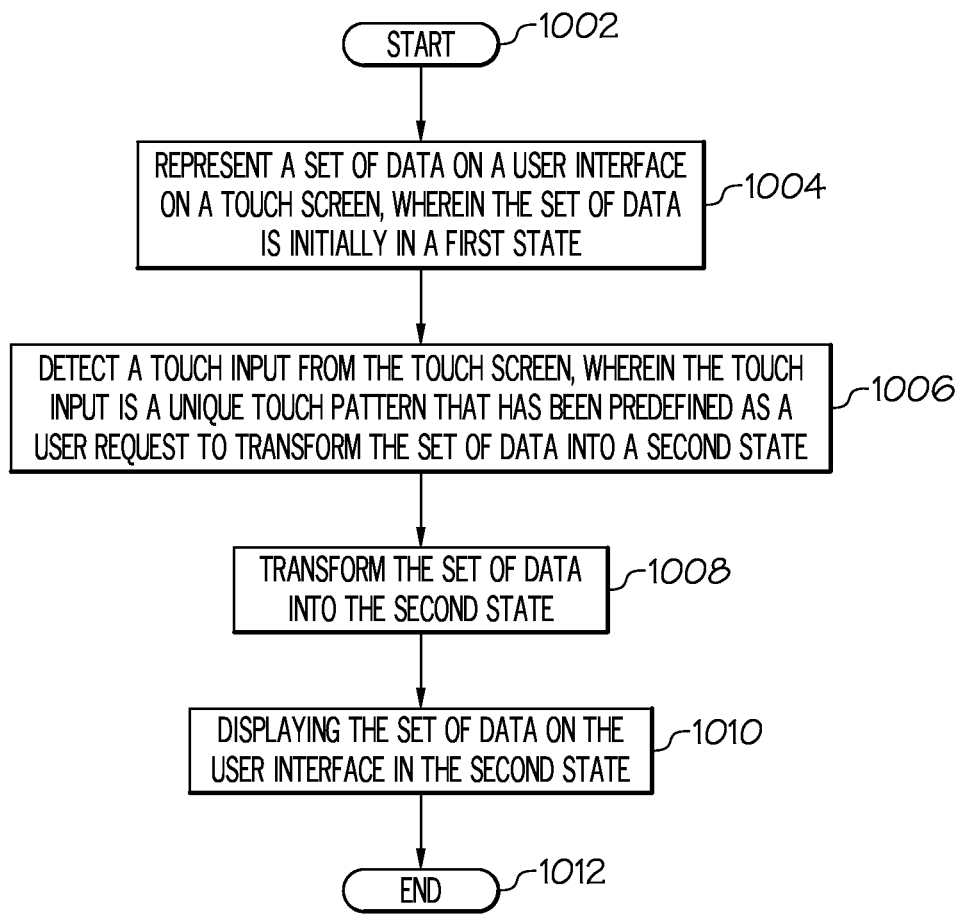 START
1002
REPRESENT A SET OF DATA ON A USER INTERFACE
ON A TOUCH SCREEN, WHEREIN THE SET OF DATA
IS INITIALLY IN A FIRST STATE
1004
DETECT A TOUCH INPUT FROM THE TOUCH SCREEN, WHEREIN THE TOUCH
INPUT IS A UNIQUE TOUCH PATTERN THAT HAS BEEN PREDEFINED AS A
USER REQUEST TO TRANSFORM THE SET OF DATA INTO A SECOND STATE
1006
TRANSFORM THE SET OF DATA
INTO THE SECOND STATE
1008
DISPLAYING THE SET OF DATA ON THE
USER INTERFACE IN THE SECOND STATE
1010
END
1012